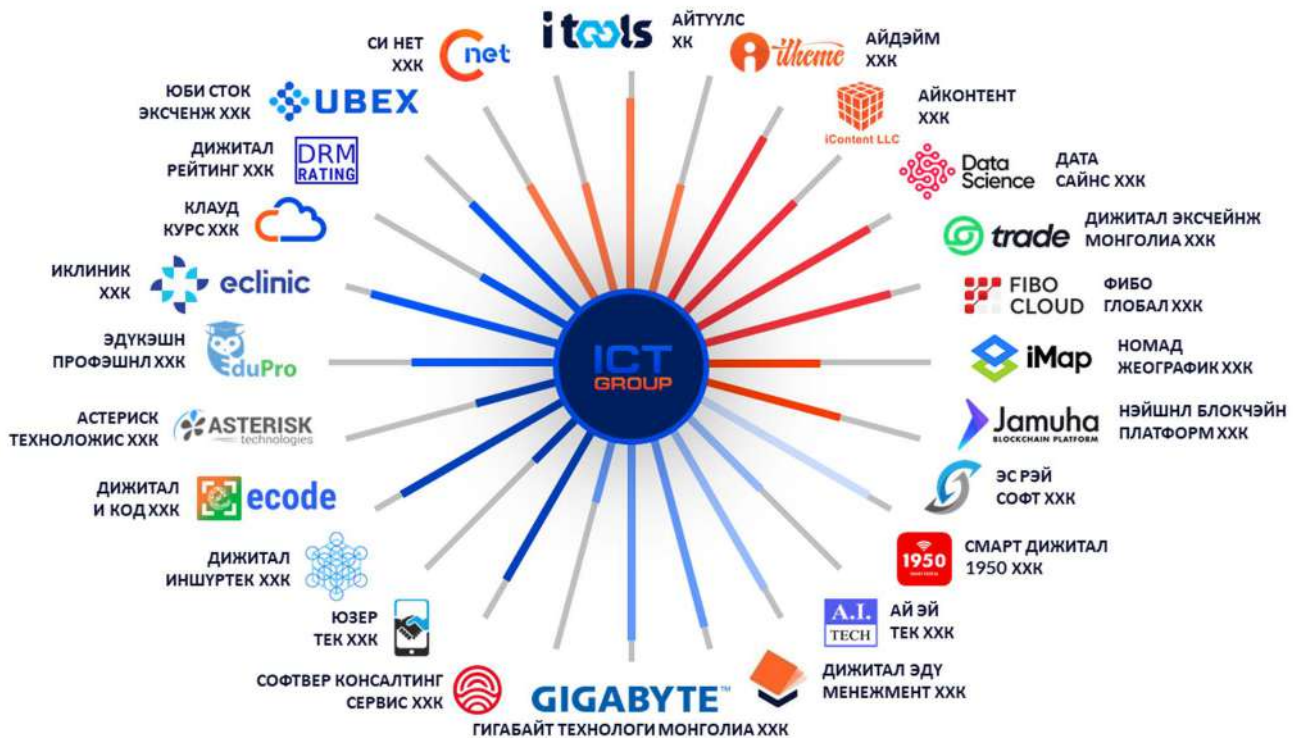 i tools
АЙТҮҮЛС
ХК
itheme
АЙДЭЙМ
ХХК
iContent LLC
АЙКОНТЕНТ
ХХК
Data
Science
ДАТА
САЙНС ХХК
trade
ДИЖИТАЛ ЭКСЧЕЙНЖ
МОНГОЛИА ХХК
FIBO
CLOUD
ФИБО
ГЛОБАЛ ХХК
iMap
НОМАД
ЖЕОГРАФИК ХХК
Jamuha
BLOCKCHAIN PLATFORM
НЭЙШНЛ БЛОКЧЭЙН
ПЛАТФОРМ ХХК
ЭС РЭЙ
СОФТ ХХК
1950
СМАРТ ДИЖИТАЛ
1950 ХХК
A.I.
TECH
АЙ ЭЙ
ТЕК ХХК
ДИЖИТАЛ ЭДҮ
МЕНЕЖМЕНТ ХХК
GIGABYTE™
ГИГАБАЙТ ТЕХНОЛОГИ МОНГОЛИА ХХК
СОФТВЕР КОНСАЛТИНГ
СЕРВИС ХХК
ЮЗЕР
ТЕК ХХК
ДИЖИТАЛ
ИНШҮРТЕК ХХК
ДИЖИТАЛ
И КОД ХХК
ecode
АСТЕРИСК
ТЕХНОЛОЖИС ХХК
ASTERISK
technologies
ЭДҮКЭШН
ПРОФЭШНЛ ХХК
duPro
ИКЛИНИК
ХХК
eclinic
КЛАУД
КУРС ХХК
ДИЖИТАЛ
РЕЙТИНГ ХХК
DRM
RATING
ЮБИ СТОК
ЭКСЧЕНЖ ХХК
UBEX
СИ НЕТ
ХХК
Cnet
ICT
GROUP